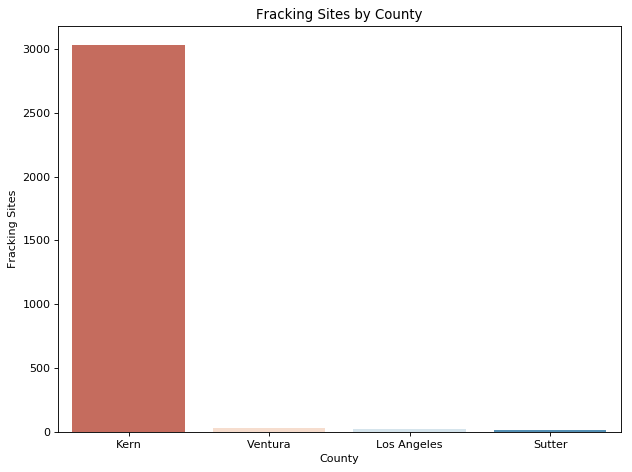 Fracking Sites by County
3000
2500
2000
1500
1000
500
0
Fracking Sites
Kern Ventura Los Angeles Sutter
County